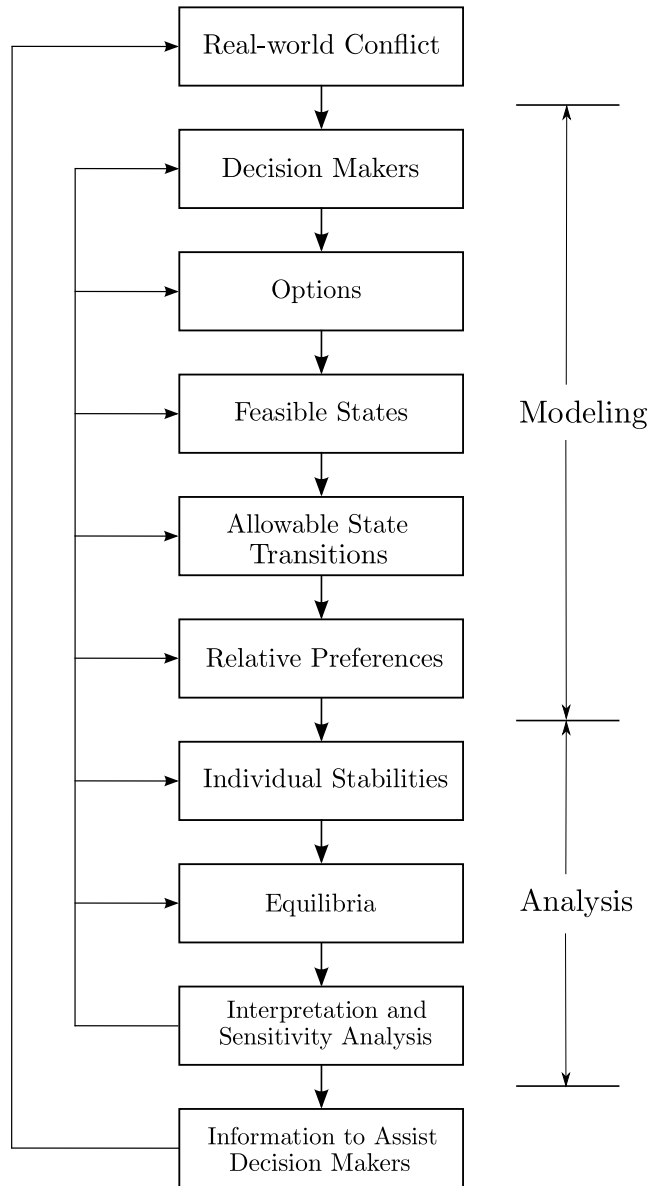 Real-world Conflict
Decision Makers
Options
Feasible States
Modeling
Allowable State
Transitions
Relative Preferences
Individual Stabilities
Equilibria
Analysis
Interpretation and
Sensitivity Analysis
Information to Assist
Decision Makers